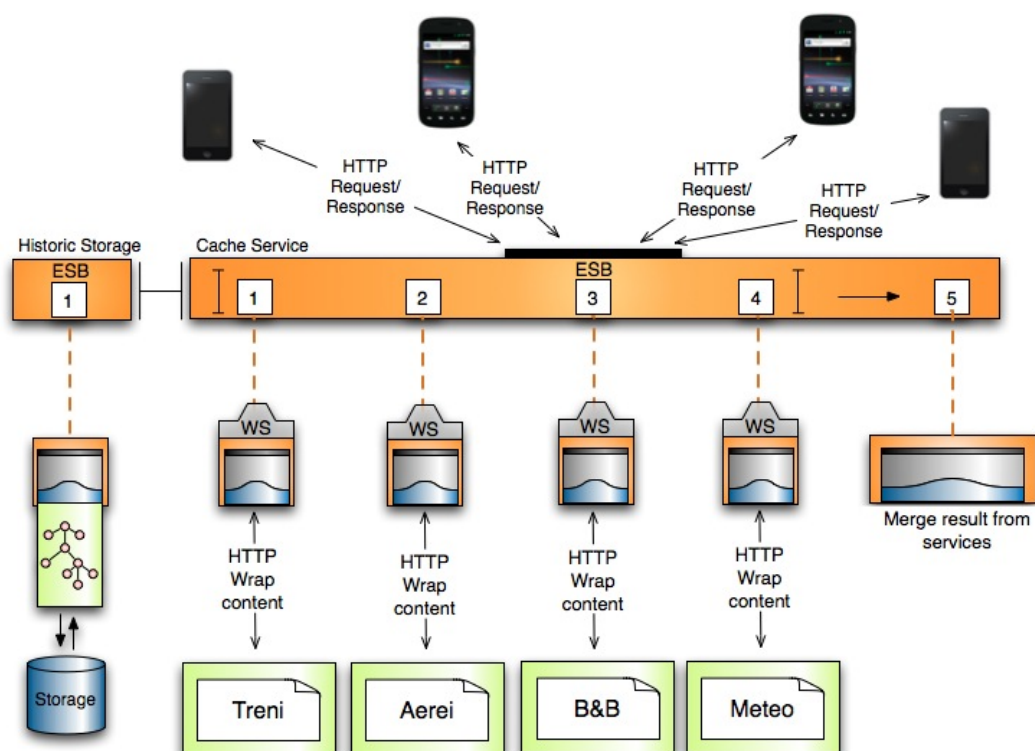 HTTP
Request/
Response
HTTP
Request/
Response
HTTP
Request/
Response
HTTP
Request/
Response
Historic Storage
Cache Service
ESB
ESB
1
1
2
3
4
5
WS
WS
WS
WS
Merge result from
services
HTTP
Wrap
content
HTTP
Wrap
content
HTTP
Wrap
content
HTTP
Wrap
content
Storage
Treni
Aerei
B&B
Meteo